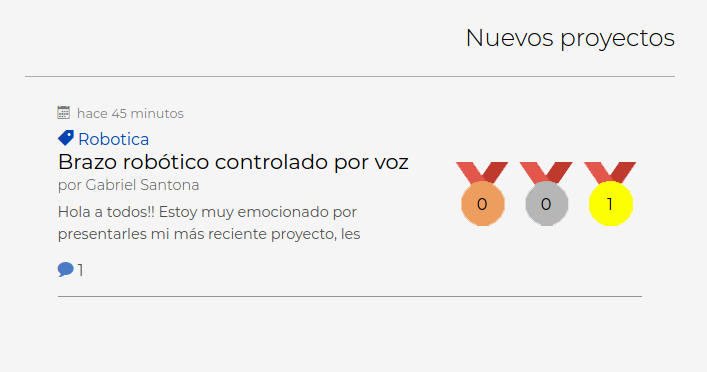 Nuevos proyectos
hace 45 minutos
Robotica
Brazo robótico controlado por voz
por Gabriel Santona
Hola a todos!! Estoy muy emocionado por
presentarles mi más reciente proyecto, les
0 0 1
1